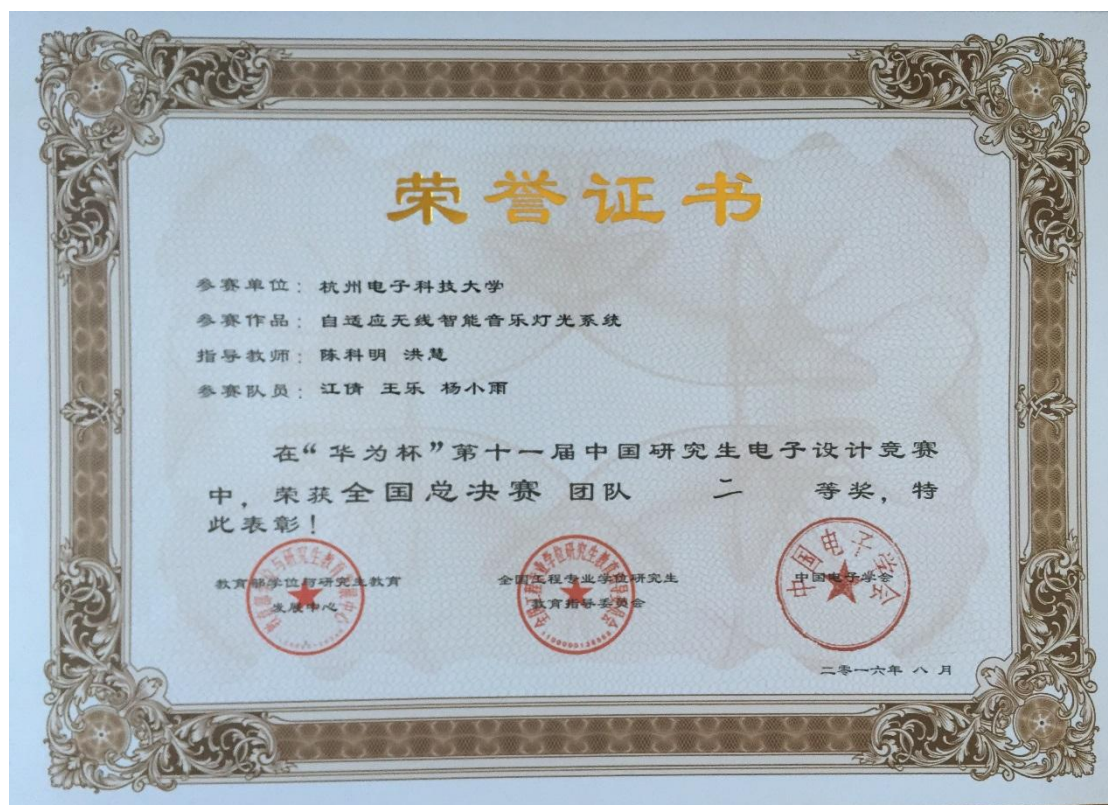 荣誉证书
参赛单位：杭州电子科技大学
参赛作品：自适应无线智能音乐灯光系统
指导教师：陈科明 洪慧
参赛队员：江倩 王乐 杨小雨
在“华为杯”第十一届中国研究生电子设计竞赛
中，荣获全国总决赛 团队 二 等奖，特
此表彰！
教育部学位与研究生教育
发展中心
全国工程专业学位研究生
教育指导委员会
中国电子学会
中国电子学会
二零一六年 八 月